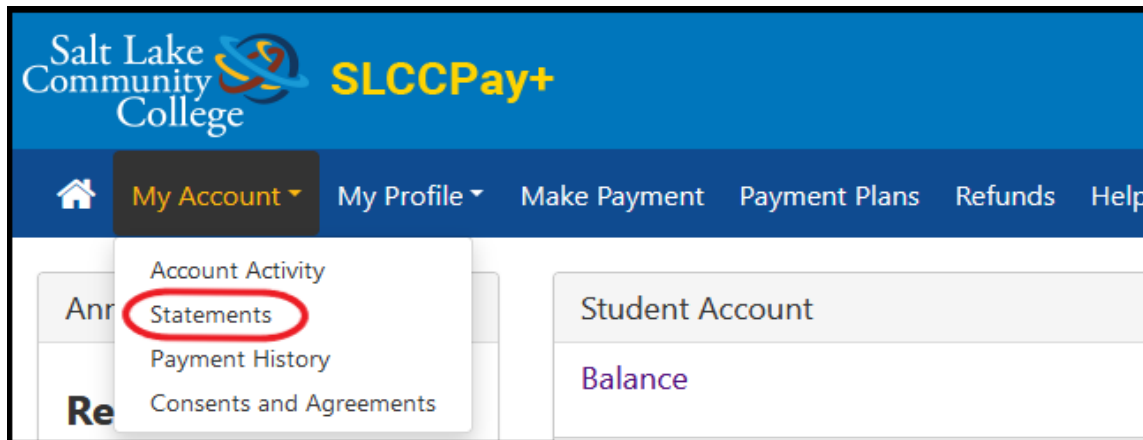 Salt Lake
Community
College
SLCCPay+
My Account My Profile Make Payment Payment Plans Refunds Help
Account Activity
Statements
Payment History
Consents and Agreements
Student Account
Balance